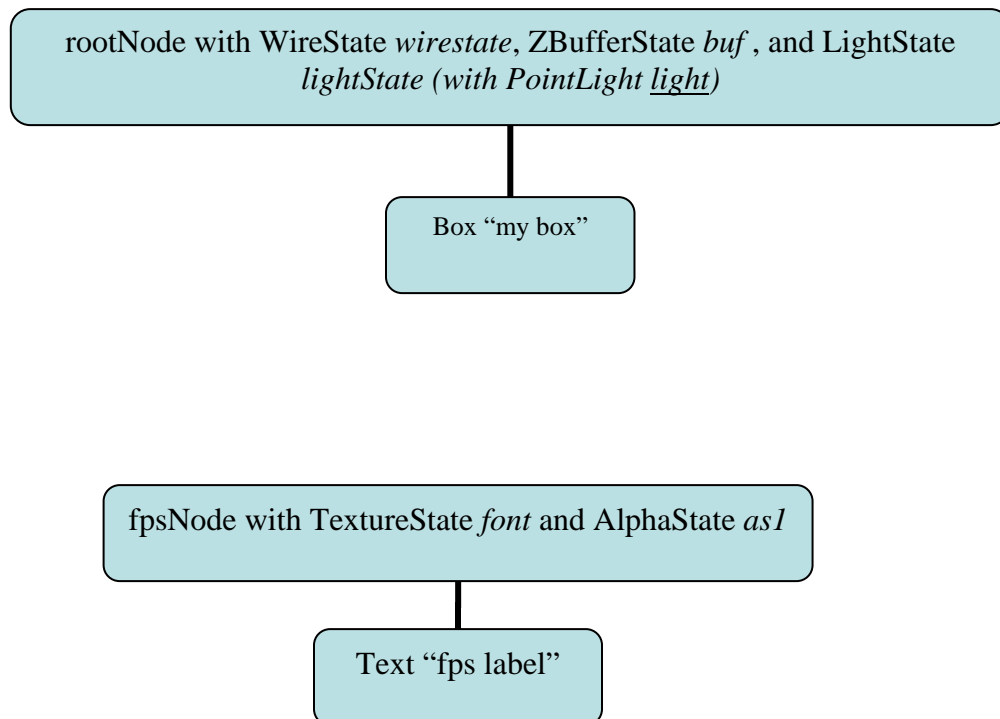 rootNode with WireState wirestate, ZBufferState buf , and LightState
lightState (with PointLight light)
Box “my box”
fpsNode with TextureState font and AlphaState as1
Text “fps label”